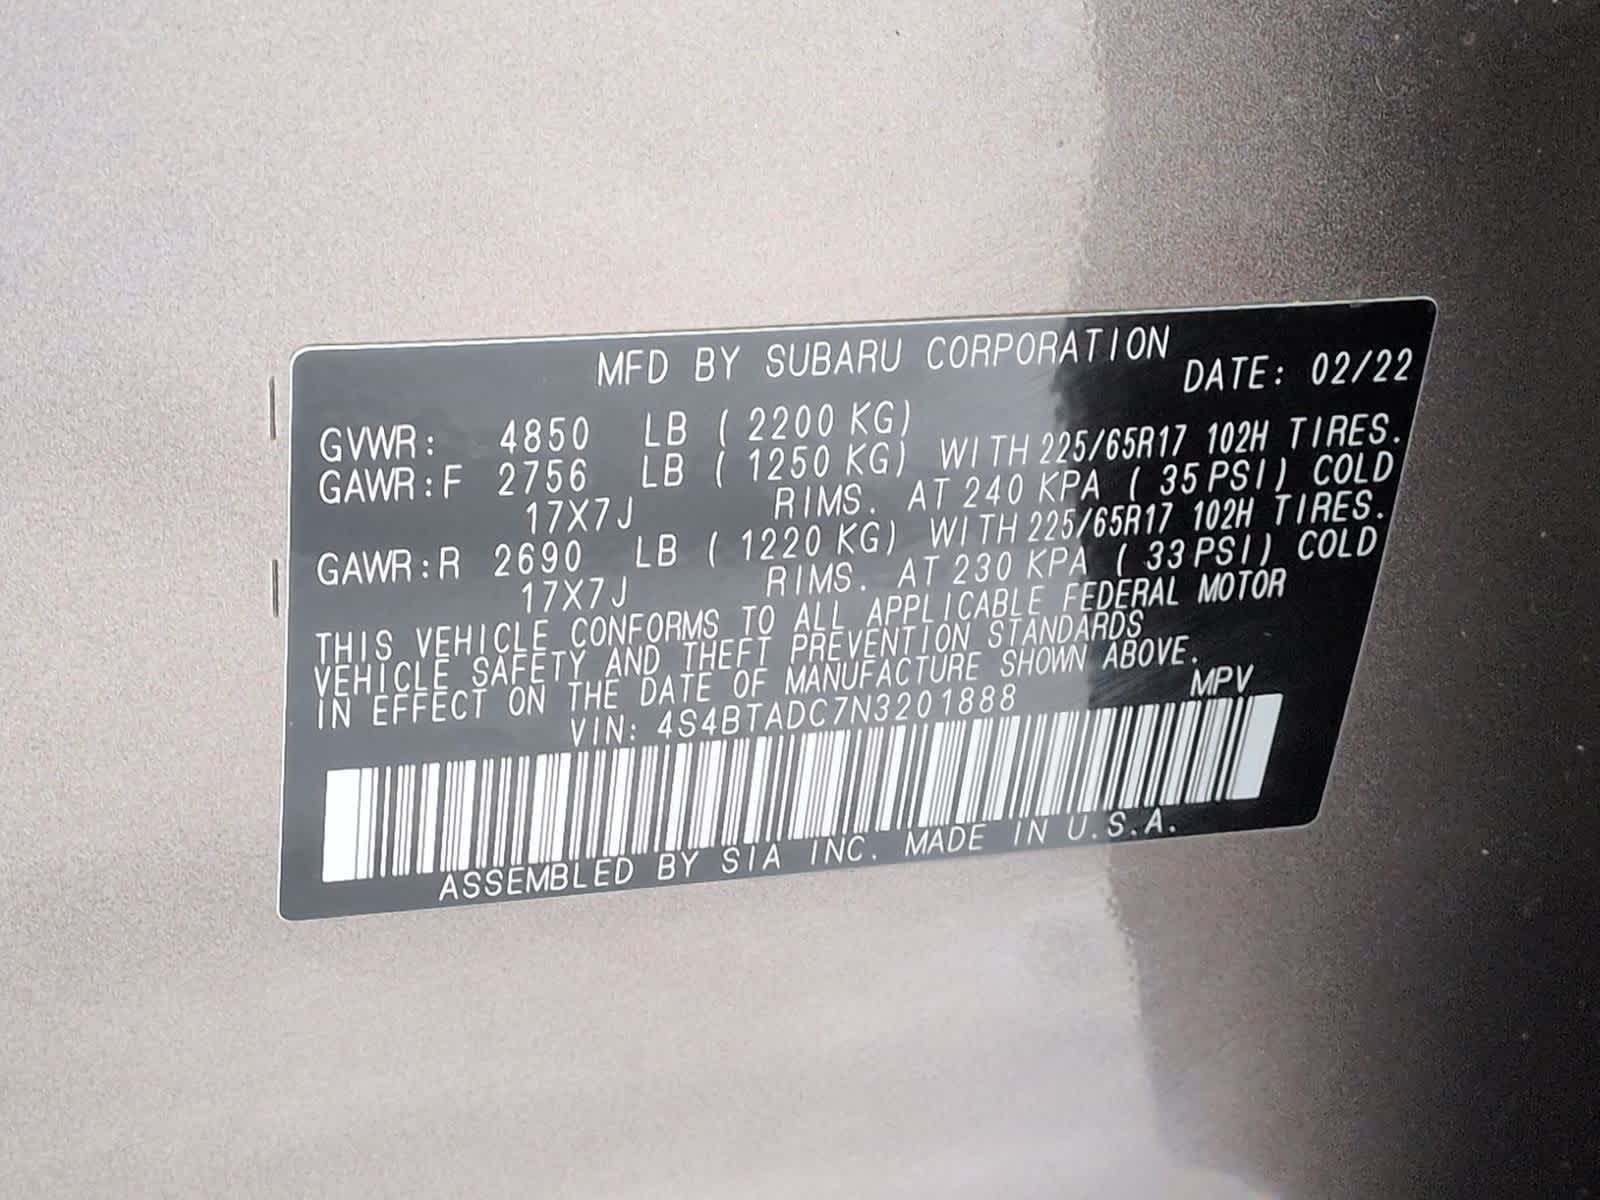 MFD BY SUBARU CORPORATION
DATE: 02/22
GVWR: 4850 LB ( 2200 KG)
GAWR:F 2756 LB ( 1250 KG) WITH 225/65R17 102H TIRES.
17X7J RIMS. AT 240 KPA ( 35 PSI) COLD
GAWR:R 2690 LB ( 1220 KG) WITH 225/65R17 102H TIRES.
17X7J RIMS. AT 230 KPA ( 33 PSI) COLD
THIS VEHICLE CONFORMS TO ALL APPLICABLE FEDERAL MOTOR
VEHICLE SAFETY AND THEFT PREVENTION STANDARDS
IN EFFECT ON THE DATE OF MANUFACTURE SHOWN ABOVE.
VIN: 4S4BTADC7N3201888 MPV
ASSEMBLED BY SIA INC. MADE IN U.S.A.